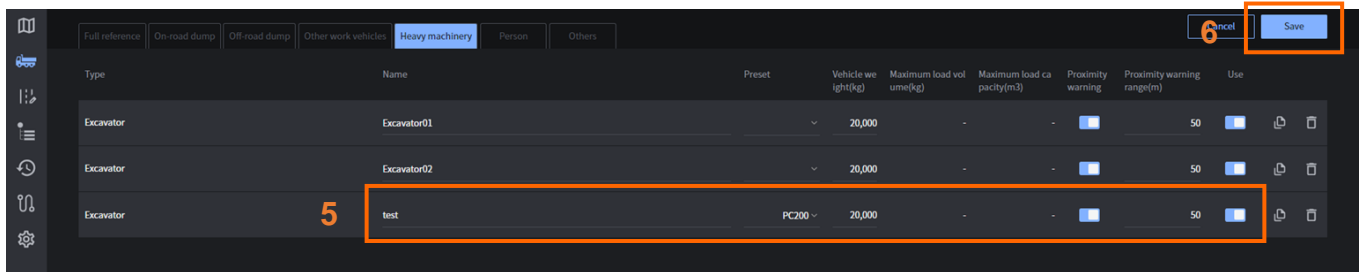 Full reference On-road dump Off-road dump Other work vehicles Heavy machinery Person Others 6 Cancel Save
Type Name Preset Vehicle we Maximum load vol Maximum load ca Proximity Proximity warning Use
ight(kg) ume(kg) pacity(m3) warning range(m)
Excavator Excavator01 20,000 - - 50
Excavator Excavator02 20,000 - - 50
5 Excavator test PC200 20,000 - - 50